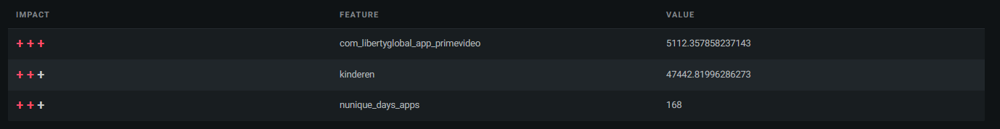 IMPACT FEATURE VALUE
+++ com_libertyglobal_app_primevideo 5112.357858237143
+++ kinderen 47442.81996286273
+++ nunique_days_apps 168